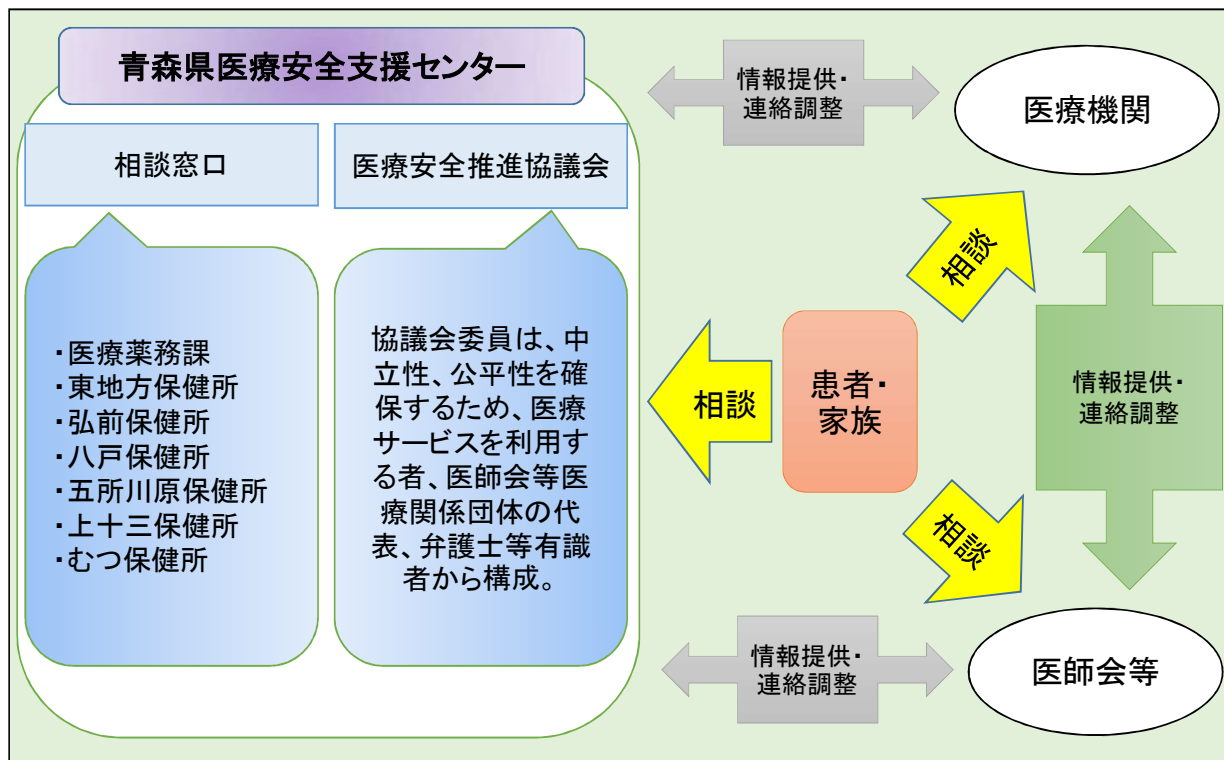 青森県医療安全支援センター
相談窓口
・医療薬務課
・東地方保健所
・弘前保健所
・八戸保健所
・五所川原保健所
・上十三保健所
・むつ保健所
医療安全推進協議会
協議会委員は、中
立性、公平性を確
保するため、医療
サービスを利用す
る者、医師会等医
療関係団体の代
表、弁護士等有識
者から構成。
情報提供・
連絡調整
医療機関
相談
相談
患者・
家族
情報提供・
連絡調整
相談
情報提供・
連絡調整
医師会等